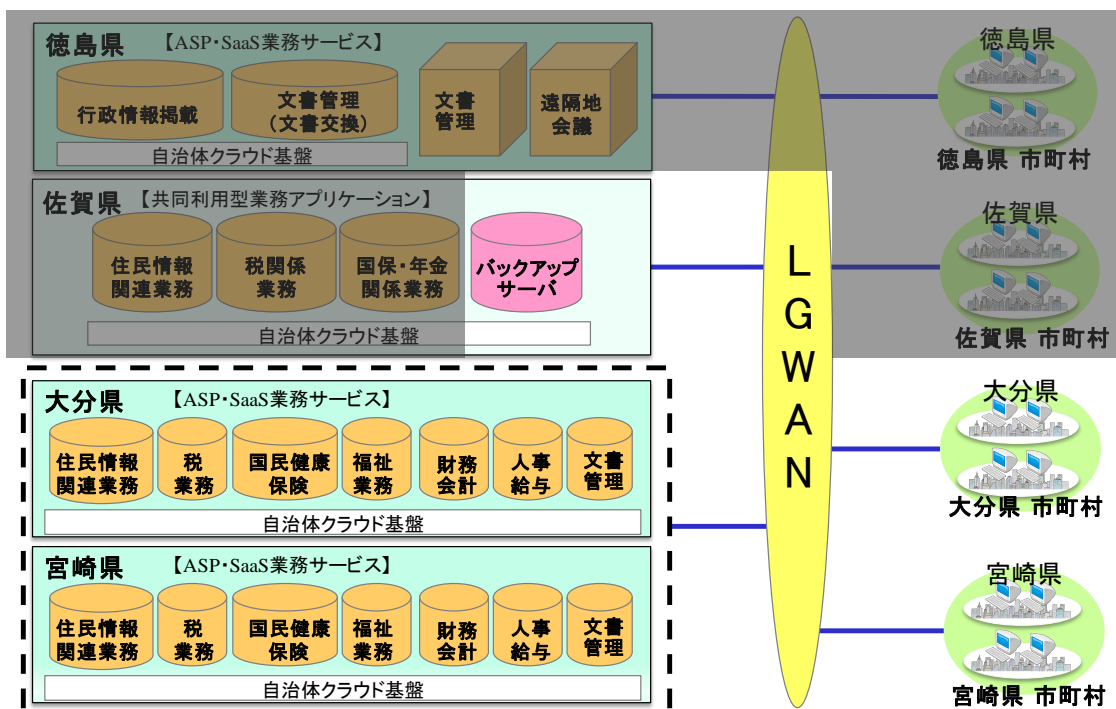 徳島県 【ASP・SaaS業務サービス】
行政情報掲載
文書管理
(文書交換)
文書
管理
遠隔地
会議
自治体クラウド基盤
佐賀県 【共同利用型業務アプリケーション】
住民情報
関連業務
税関係
業務
国保・年金
関係業務
バックアップ
サーバ
自治体クラウド基盤
大分県 【ASP・SaaS業務サービス】
住民情報
関連業務
税
業務
国民健康
保険
福祉
業務
財務
会計
人事
給与
文書
管理
自治体クラウド基盤
宮崎県 【ASP・SaaS業務サービス】
住民情報
関連業務
税
業務
国民健康
保険
福祉
業務
財務
会計
人事
給与
文書
管理
自治体クラウド基盤
L
G
W
A
N
徳島県
徳島県 市町村
佐賀県
佐賀県 市町村
大分県
大分県 市町村
宮崎県
宮崎県 市町村